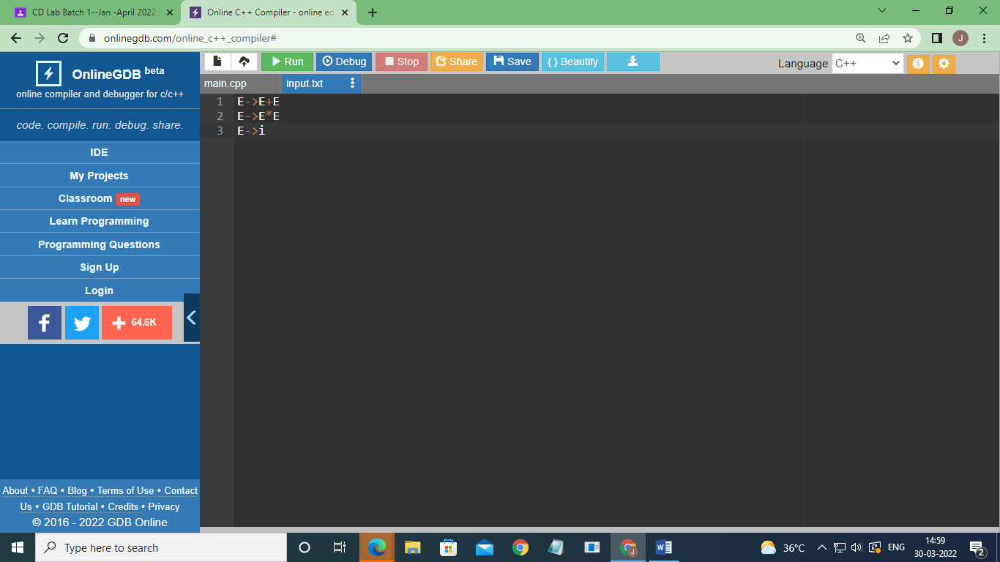 CD Lab Batch 1--Jan -April 2022
Online C++ Compiler - online ed
onlinegdb.com/online_c++_compiler#
J
OnlineGDB beta
online compiler and debugger for c/c++
code. compile. run. debug. share.
IDE
My Projects
Classroom new
Learn Programming
Programming Questions
Sign Up
Login
64.6K
About • FAQ • Blog • Terms of Use • Contact
Us • GDB Tutorial • Credits • Privacy
© 2016 - 2022 GDB Online
Run
Debug
Stop
Share
Save
{ } Beautify
Language C++
main.cpp
input.txt
1 E->E+E
2 E->E*E
3 E->i
Type here to search
36°C
ENG
14:59
30-03-2022
2